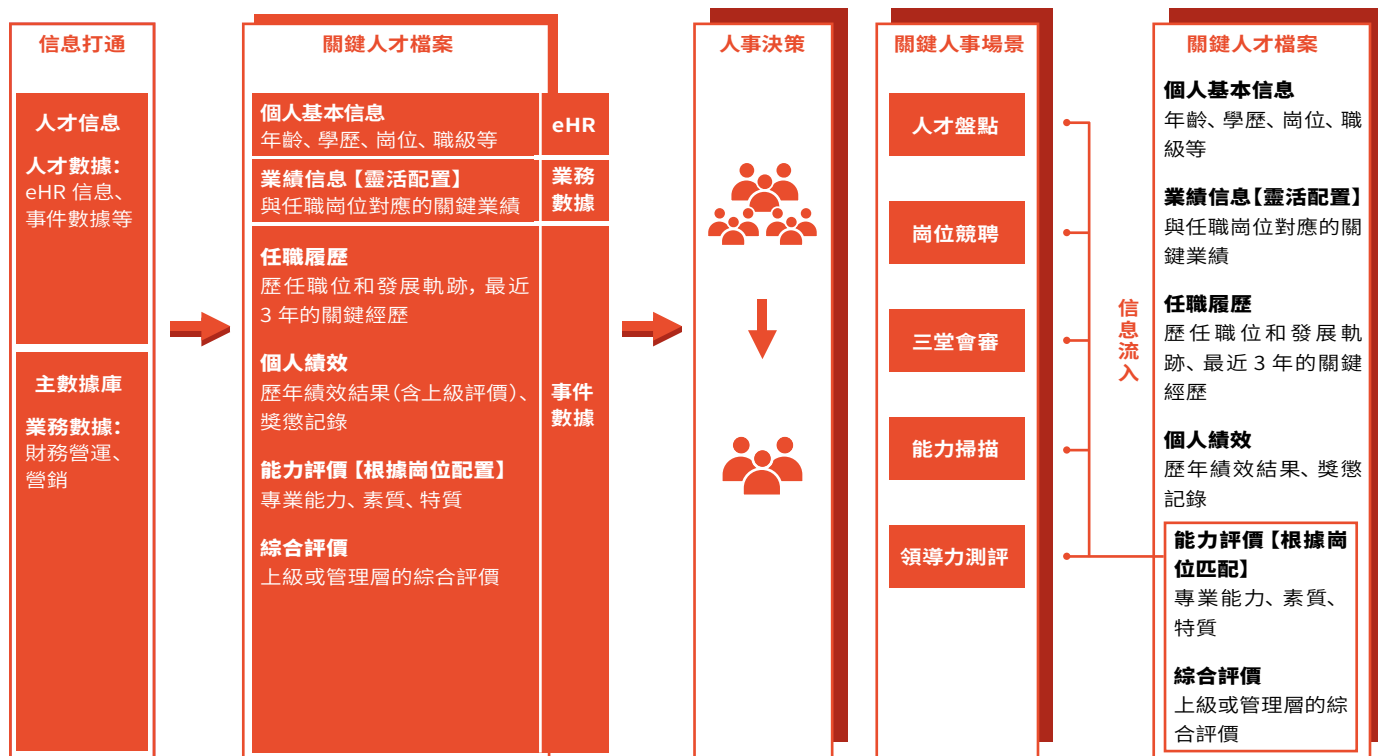 信息打通
人才信息
人才數據：
eHR 信息、
事件數據等
主數據庫
業務數據：
財務營運、
營銷
關鍵人才檔案
個人基本信息
年齡、學歷、崗位、職級等
eHR
業績信息【靈活配置】
與任職崗位對應的關鍵業績
業務
數據
任職履歷
歷任職位和發展軌跡，最近
3 年的關鍵經歷
個人績效
歷年績效結果（含上級評價）、
獎懲記錄
能力評價【根據崗位配置】
專業能力、素質、特質
綜合評價
上級或管理層的綜合評價
事件
數據
人事決策
關鍵人事場景
人才盤點
崗位競聘
三堂會審
能力掃描
領導力測評
信息流入
關鍵人才檔案
個人基本信息
年齡、學歷、崗位、職
級等
業績信息【靈活配置】
與任職崗位對應的關
鍵業績
任職履歷
歷任職位和發展軌
跡、最近 3 年的關鍵
經歷
個人績效
歷年績效結果、獎懲
記錄
能力評價【根據崗
位匹配】
專業能力、素質、
特質
綜合評價
上級或管理層的綜
合評價